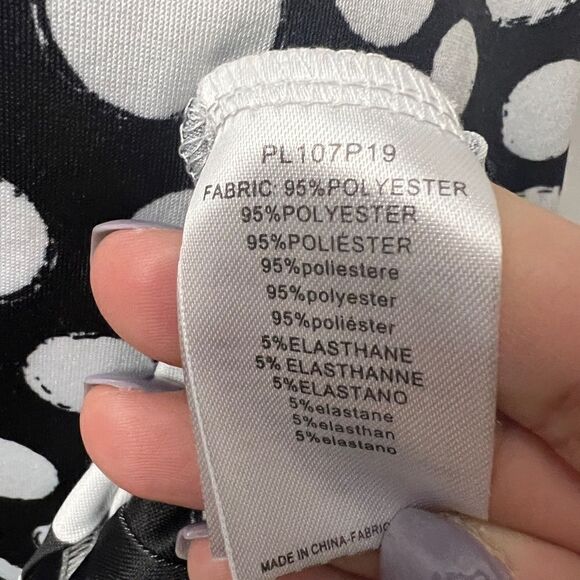 PL107P19
FABRIC: 95%POLYESTER
95%POLYESTER
95%POLIÉSTER
95%poliestere
95%polyester
95%poliéster
5%ELASTHANE
5% ELASTHANNE
5%ELASTANO
5%elastane
5%elasthan
5%elastano
MADE IN CHINA-FABRIC